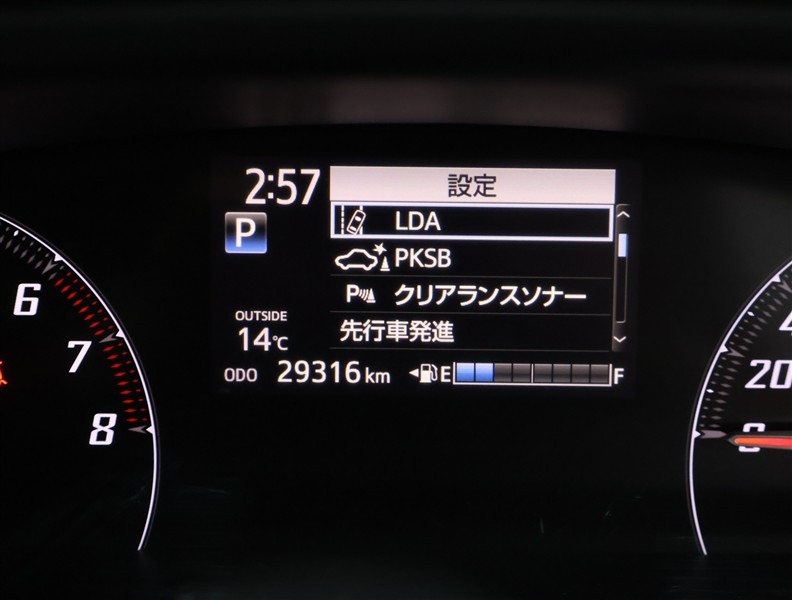 2:57
設定
P
LDA
PKSB
P クリアランスソナー
先行車発進
OUTSIDE
14℃
ODO 29316 km
E F
6
7
8
20
0